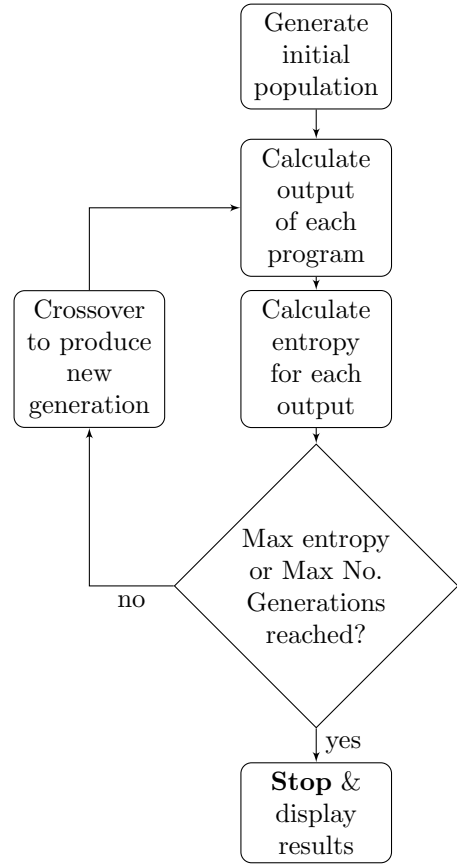 Generate
initial
population
Calculate
output
of each
program
Crossover
to produce
new
generation
Calculate
entropy
for each
output
Max entropy
or Max No.
Generations
reached?
no
yes
Stop &
display
results